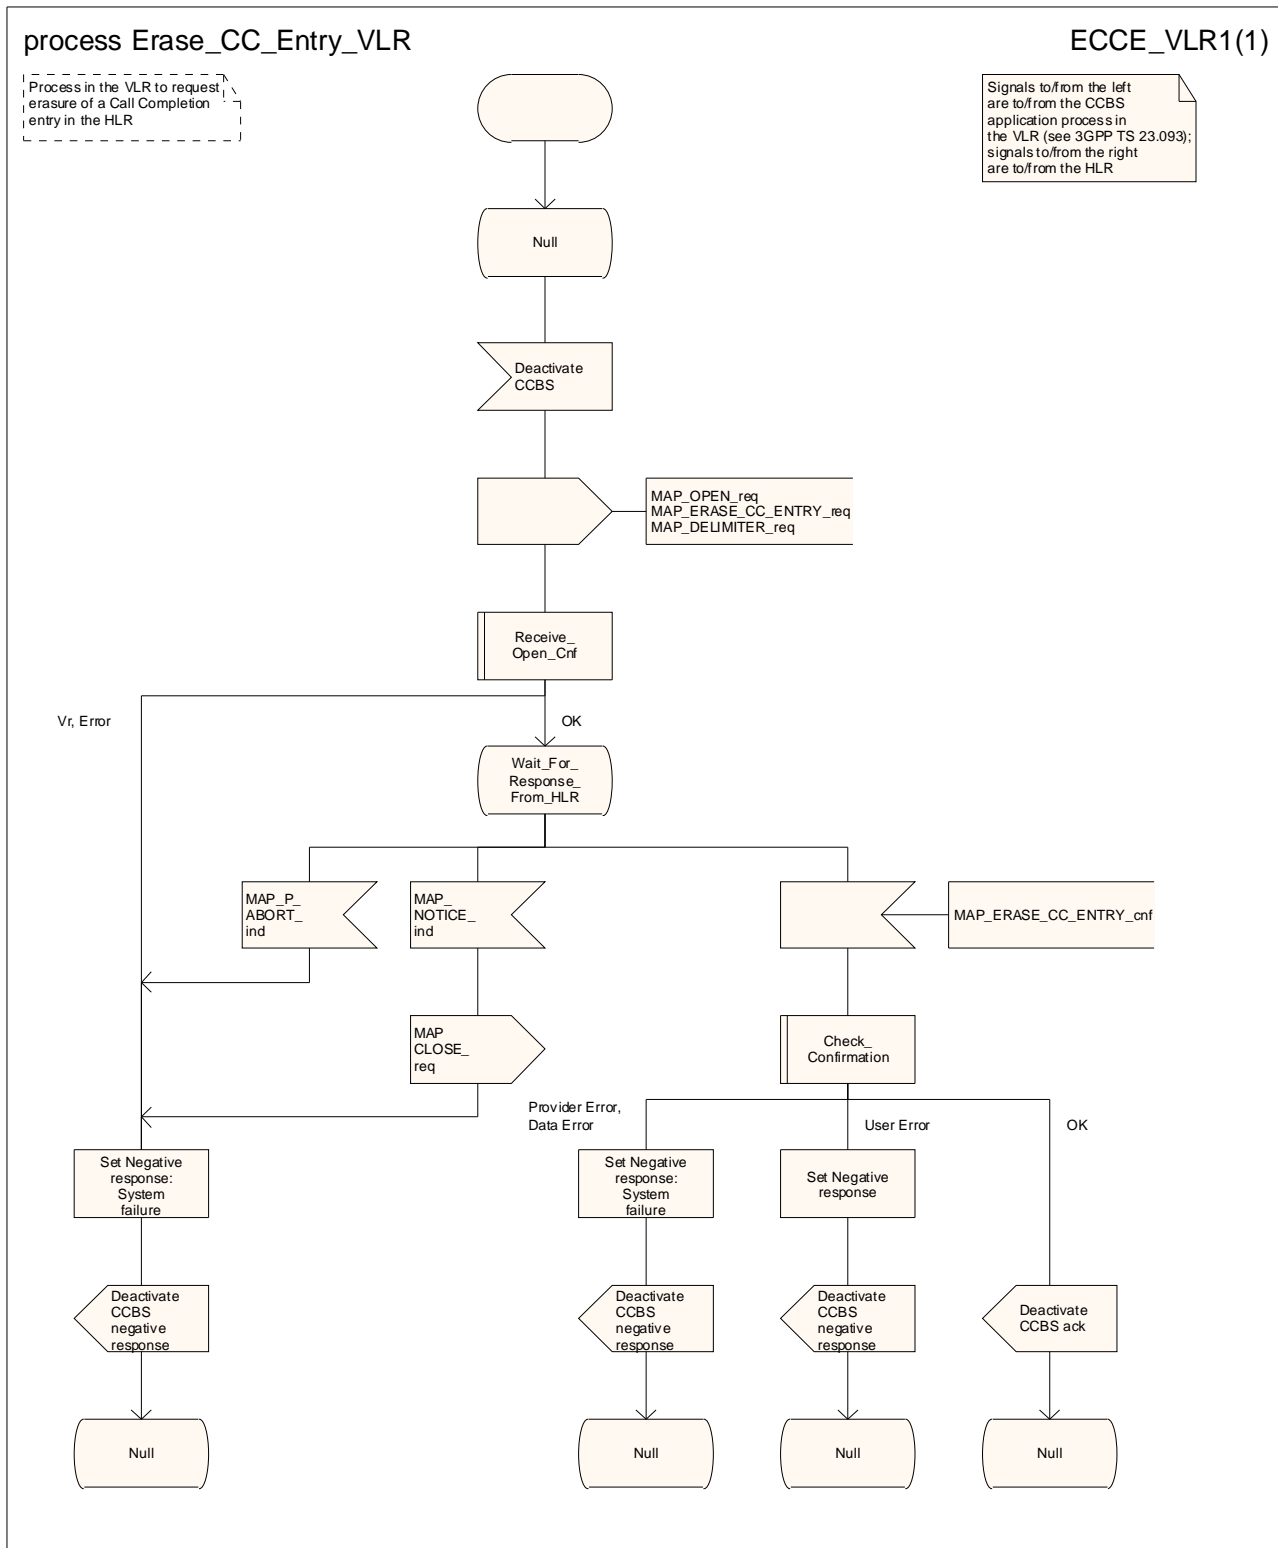 process Erase_CC_Entry_VLR
ECCE_VLR1(1)
Process in the VLR to request
erasure of a Call Completion
entry in the HLR
Signals to/from the left
are to/from the CCBS
application process in
the VLR (see 3GPP TS 23.093);
signals to/from the right
are to/from the HLR
Null
Deactivate
CCBS
MAP_OPEN_req
MAP_ERASE_CC_ENTRY_req
MAP_DELIMITER_req
Receive_
Open_Cnf
Vr, Error
OK
Wait_For_
Response_
From_HLR
MAP_P_
ABORT_
ind
MAP_
NOTICE_
ind
MAP_ERASE_CC_ENTRY_cnf
MAP
CLOSE_
req
Check_
Confirmation
Provider Error,
Data Error
User Error
OK
Set Negative
response:
System
failure
Set Negative
response:
System
failure
Set Negative
response
Deactivate
CCBS
negative
response
Deactivate
CCBS
negative
response
Deactivate
CCBS
negative
response
Deactivate
CCBS ack
Null
Null
Null
Null